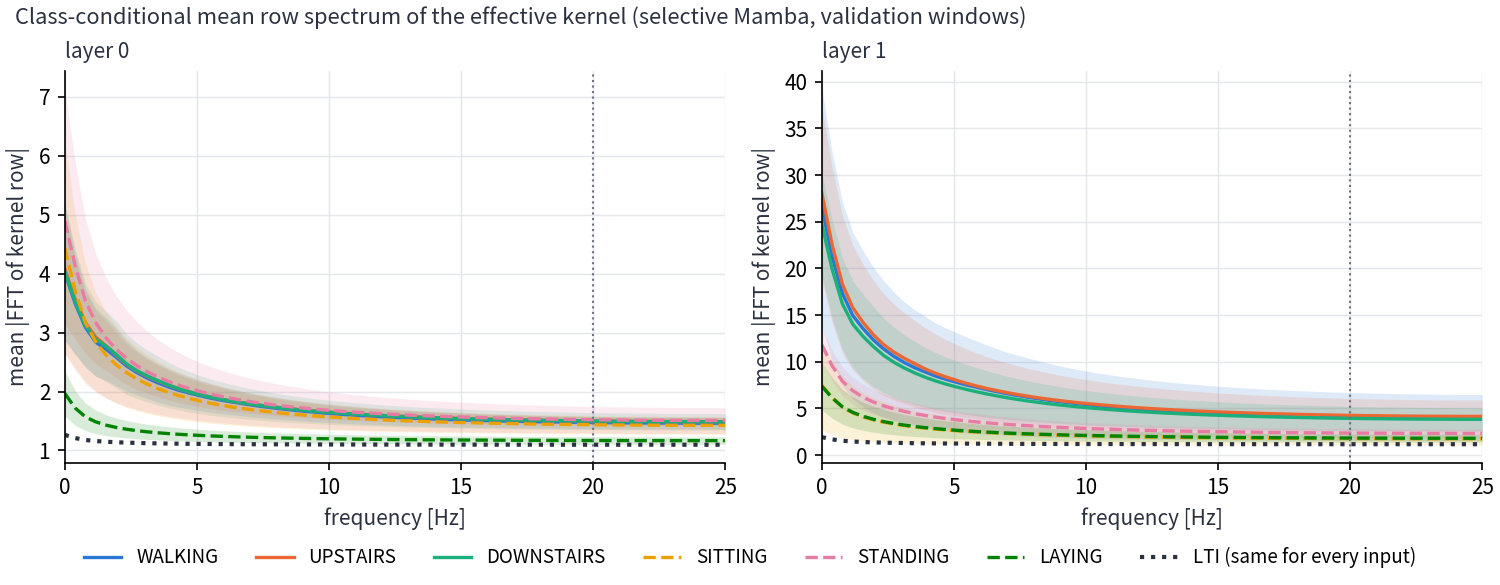 Class-conditional mean row spectrum of the effective kernel (selective Mamba, validation windows)
layer 0
mean |FFT of kernel row|
7
6
5
4
3
2
1
0 5 10 15 20 25
frequency [Hz]
layer 1
mean |FFT of kernel row|
40
35
30
25
20
15
10
5
0
0 5 10 15 20 25
frequency [Hz]
WALKING UPSTAIRS DOWNSTAIRS SITTING STANDING LAYING LTI (same for every input)